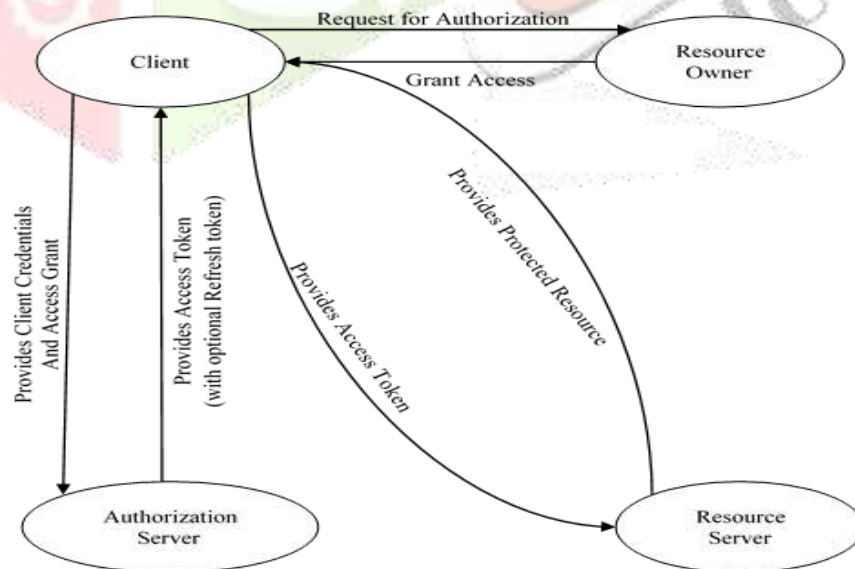 Request for Authorization
Client
Resource
Owner
Grant Access
Provides Client Credentials
And Access Grant
Provides Access Token
(with optional Refresh token)
Provides Access Token
Provides Protected Resource
Authorization
Server
Resource
Server